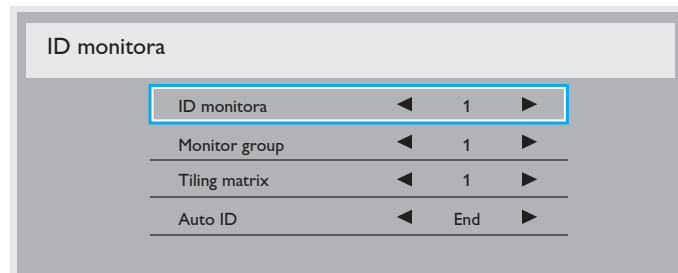 ID monitora
ID monitora ◀ 1 ▶
Monitor group ◀ 1 ▶
Tiling matrix ◀ 1 ▶
Auto ID ◀ End ▶